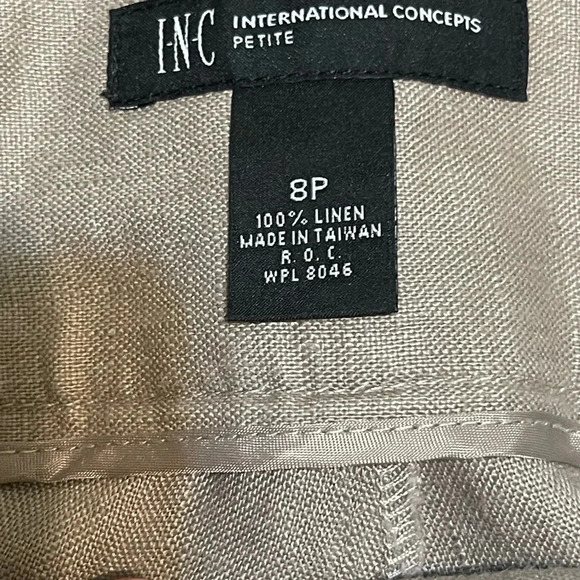 I·N·C INTERNATIONAL CONCEPTS
PETITE
8P
100% LINEN
MADE IN TAIWAN
R. O. C.
WPL 8046